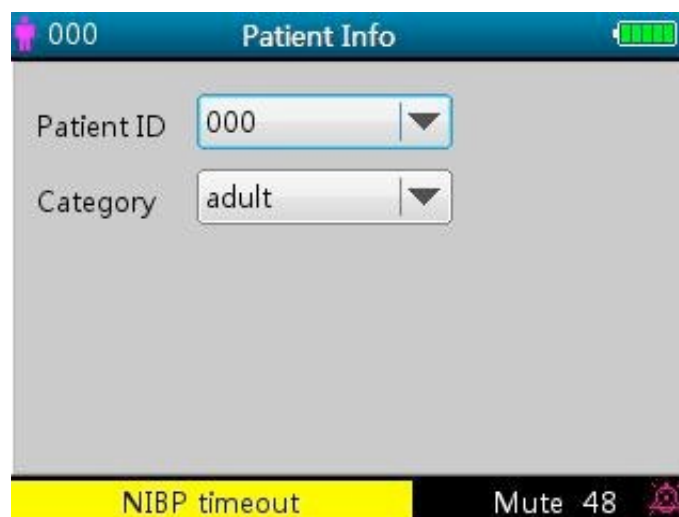 000 Patient Info
Patient ID 000
Category adult
NIBP timeout Mute 48